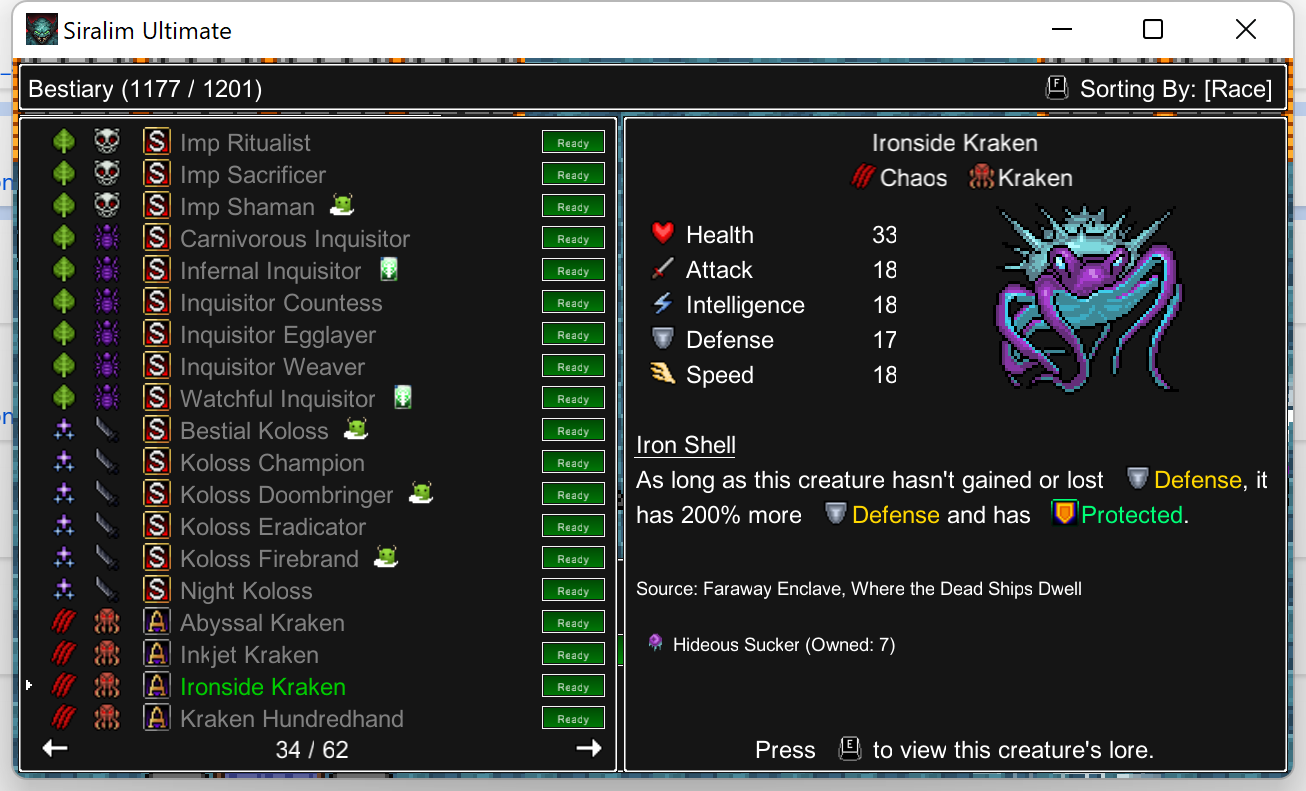 Siralim Ultimate
Bestiary (1177 / 1201)
F Sorting By: [Race]
S Imp Ritualist Ready
S Imp Sacrificer Ready
S Imp Shaman Ready
S Carnivorous Inquisitor Ready
S Infernal Inquisitor Ready
S Inquisitor Countess Ready
S Inquisitor Egglayer Ready
S Inquisitor Weaver Ready
S Watchful Inquisitor Ready
S Bestial Koloss Ready
S Koloss Champion Ready
S Koloss Doombringer Ready
S Koloss Eradicator Ready
S Koloss Firebrand Ready
S Night Koloss Ready
A Abyssal Kraken Ready
A Inkjet Kraken Ready
A Ironside Kraken Ready
A Kraken Hundredhand Ready
34 / 62
Ironside Kraken
Chaos Kraken
Health 33
Attack 18
Intelligence 18
Defense 17
Speed 18
Iron Shell
As long as this creature hasn't gained or lost Defense, it
has 200% more Defense and has Protected.
Source: Faraway Enclave, Where the Dead Ships Dwell
Hideous Sucker (Owned: 7)
Press E to view this creature's lore.